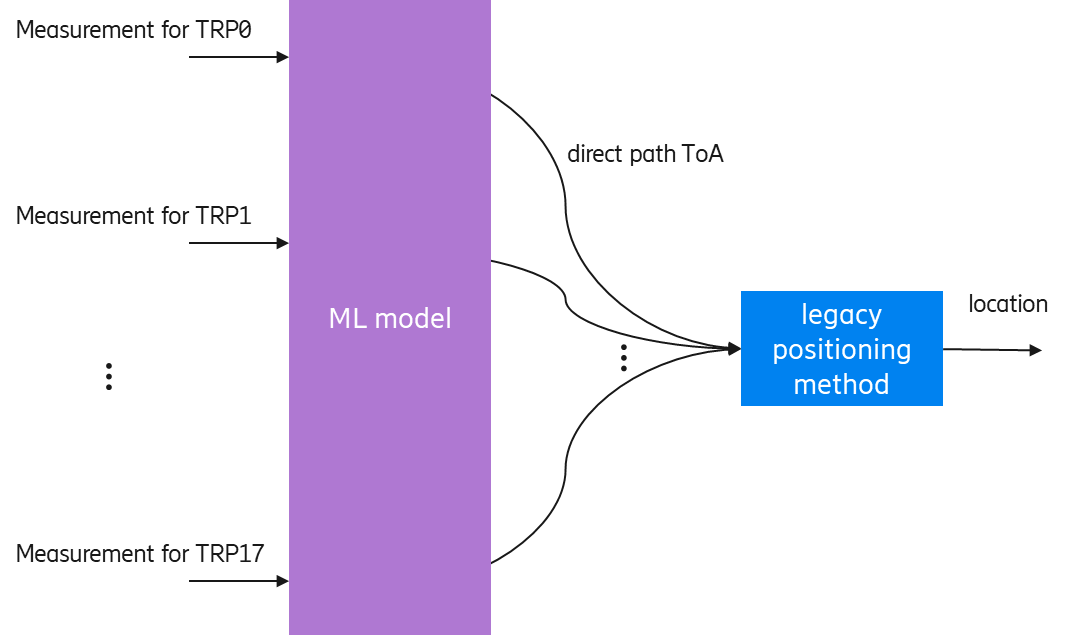 Measurement for TRP0
direct path ToA
Measurement for TRP1
ML model
location
legacy
positioning
method
Measurement for TRP17